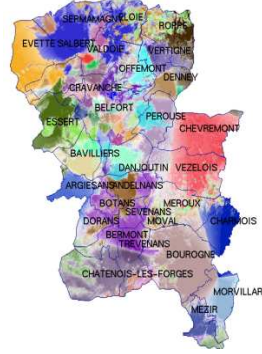 SERMAMAGNY
ELOIE
ROPPE
EVETTE SALBERT
VALDOIE
VERTIGNE
OFFEMONT
DENNEY
CRAVANCHE
BELFORT
PEROUSE
ESSERT
CHEVREMONT
BAVILLIERS
DANJOUTIN
VEZELOIS
ARGIESANS
ANDELNANS
BOTANS
MEROUX
SEVENANS
DORANS
MOVAL
CHARMOIS
BERMONT
TREVENANS
BOUROGNE
CHATENOIS-LES-FORGES
MORVILLAR
MEZIR